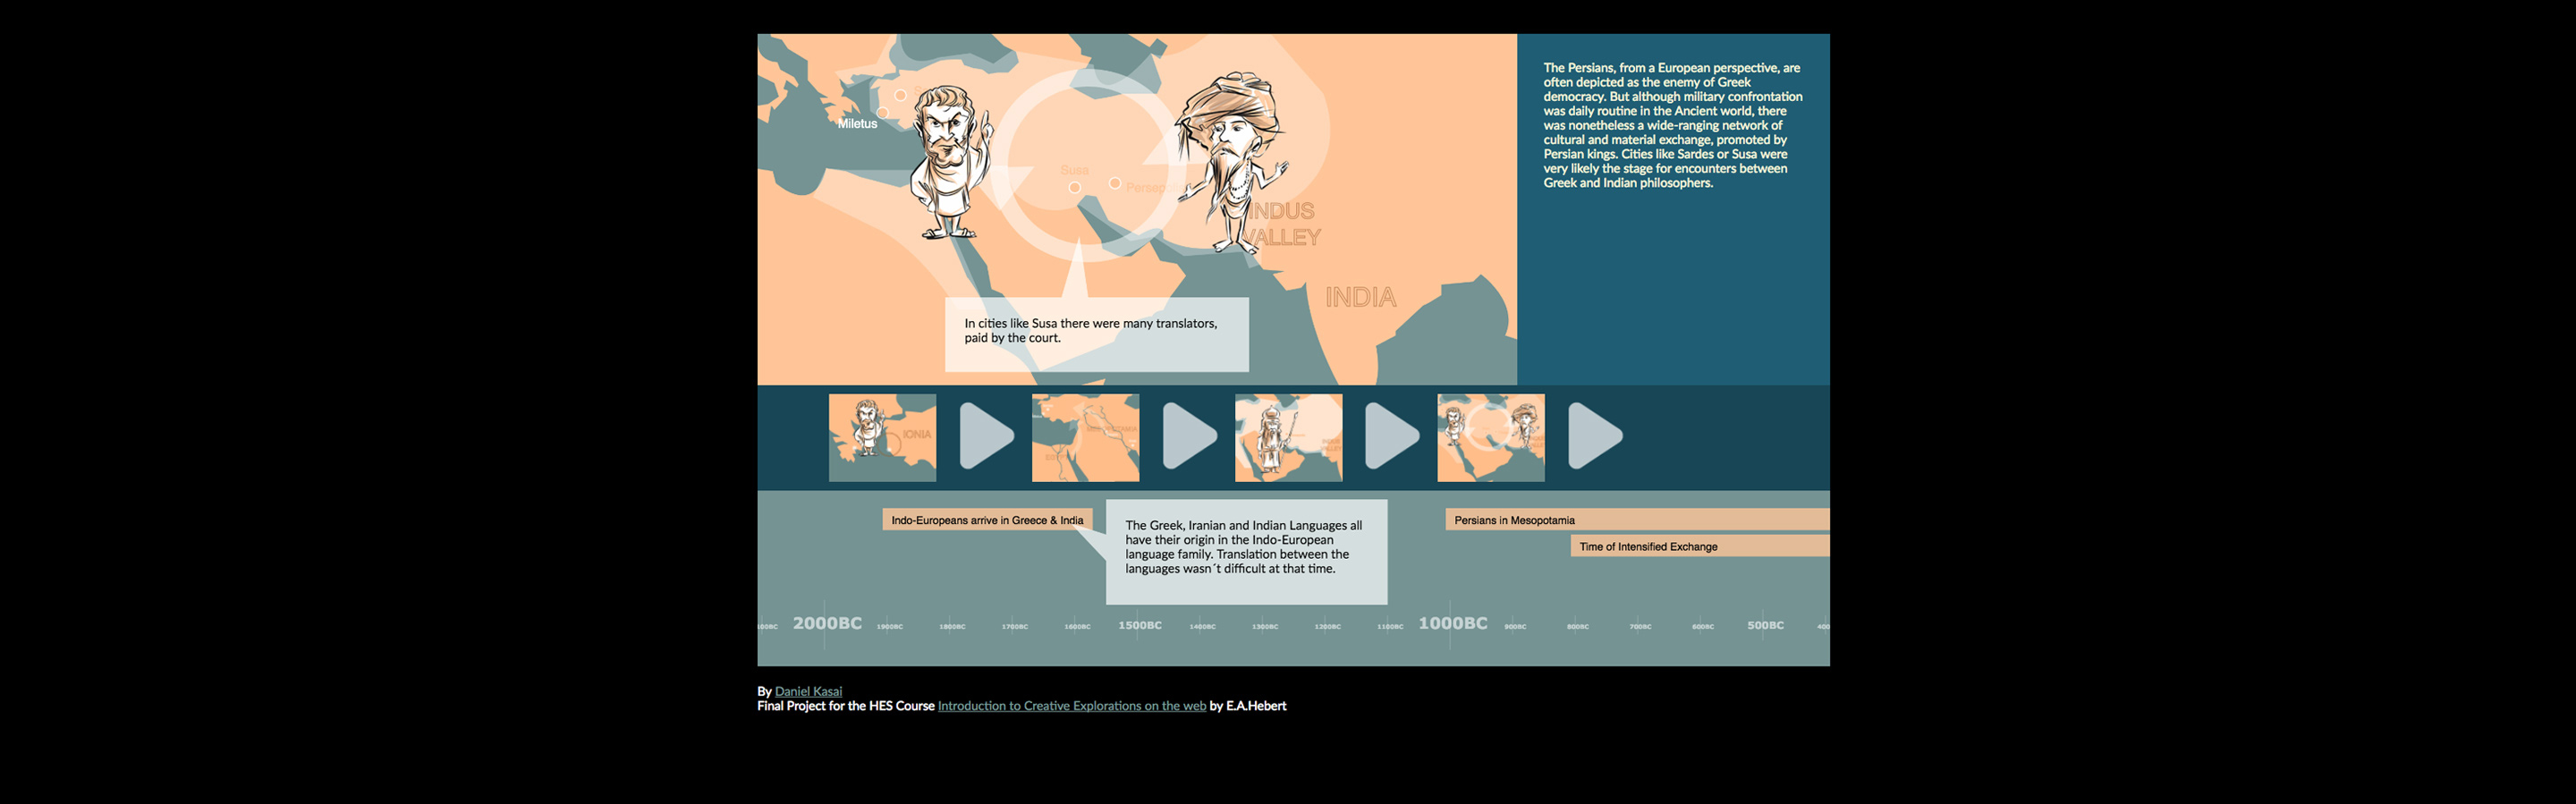 Miletus
Susa
INDUS
VALLEY
INDIA
In cities like Susa there were many translators,
paid by the court.
The Persians, from a European perspective, are
often depicted as the enemy of Greek
democracy. But although military confrontation
was daily routine in the Ancient world, there
was nonetheless a wide-ranging network of
cultural and material exchange, promoted by
Persian kings. Cities like Sardes or Susa were
very likely the stage for encounters between
Greek and Indian philosophers.
IONIA
Indo-Europeans arrive in Greece & India
The Greek, Iranian and Indian Languages all
have their origin in the Indo-European
language family. Translation between the
languages wasn´t difficult at that time.
Persians in Mesopotamia
Time of Intensified Exchange
2000BC 1900BC 1800BC 1700BC 1600BC 1500BC 1400BC 1300BC 1200BC 1100BC 1000BC 900BC 800BC 700BC 600BC 500BC
By Daniel Kasai
Final Project for the HES Course Introduction to Creative Explorations on the web by E.A.Hebert